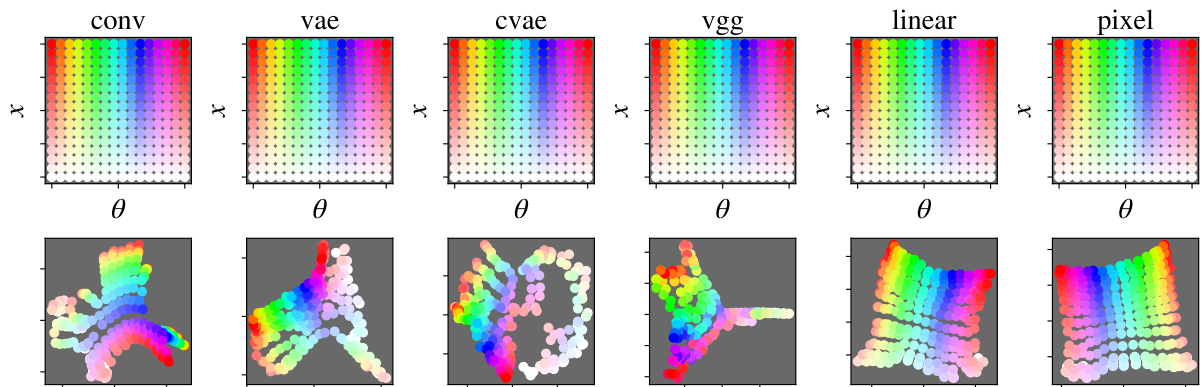 conv vae cvae vgg linear pixel
x x x x x x
θ θ θ θ θ θ